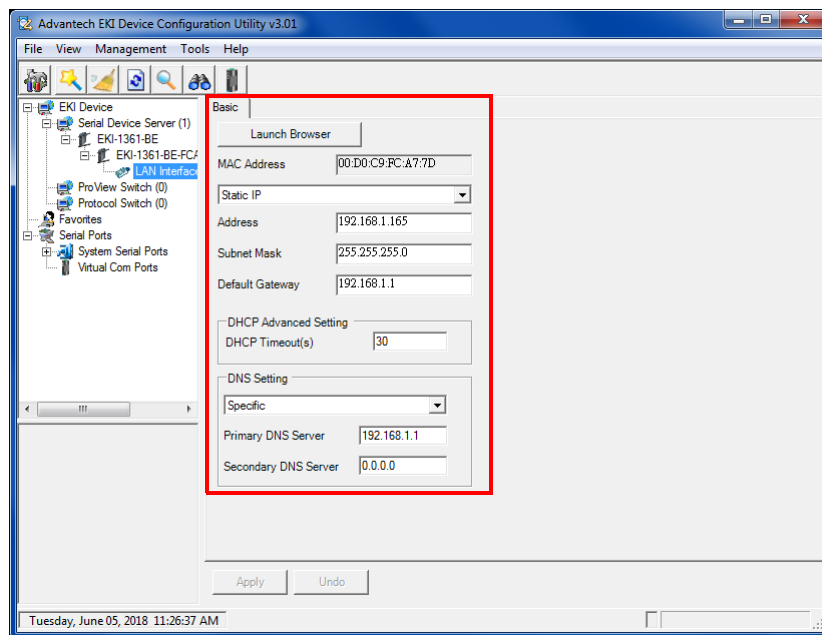 Advantech EKI Device Configuration Utility v3.01
File View Management Tools Help
EKI Device
Serial Device Server (1)
EKI-1361-BE
EKI-1361-BE-FCA
LAN Interface
ProView Switch (0)
Protocol Switch (0)
Favorites
Serial Ports
System Serial Ports
Virtual Com Ports
Basic
Launch Browser
MAC Address 00:D0:C9:FC:A7:7D
Static IP
Address 192.168.1.165
Subnet Mask 255.255.255.0
Default Gateway 192.168.1.1
DHCP Advanced Setting
DHCP Timeout(s) 30
DNS Setting
Specific
Primary DNS Server 192.168.1.1
Secondary DNS Server 0.0.0.0
Apply Undo
Tuesday, June 05, 2018 11:26:37 AM